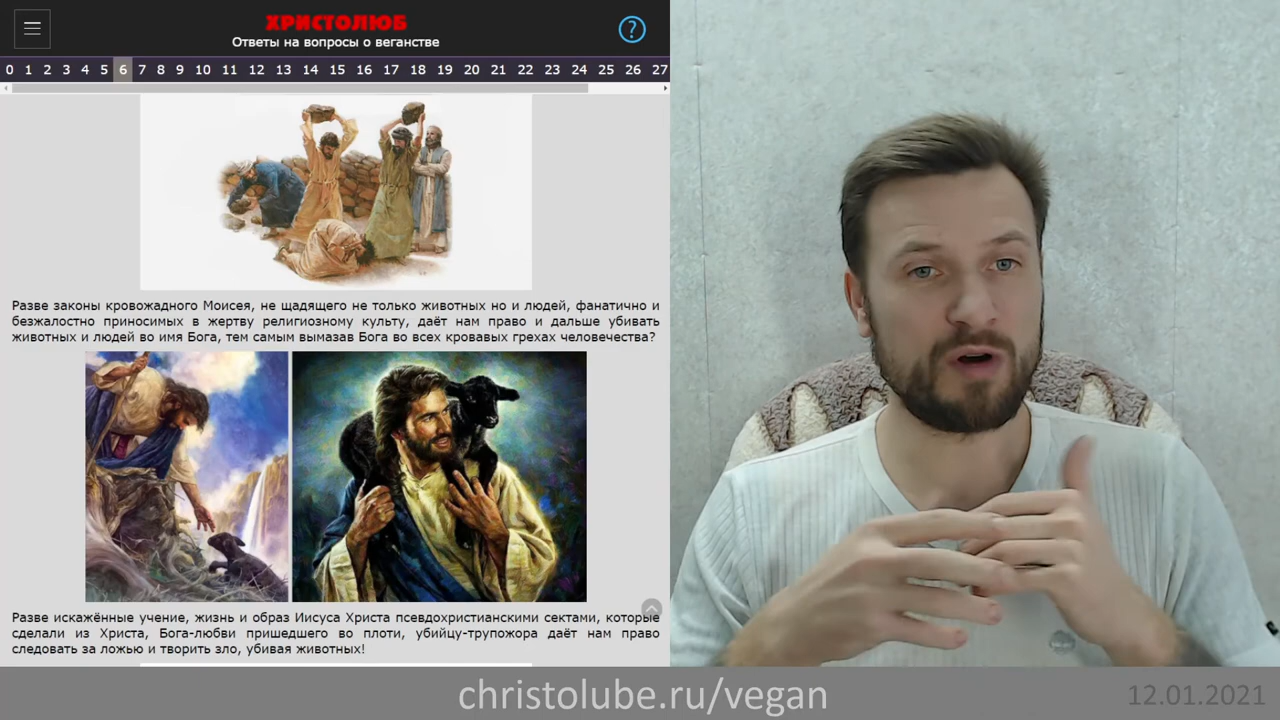 ХРИСТОЛЮБ
Ответы на вопросы о веганстве
?
0 1 2 3 4 5 6 7 8 9 10 11 12 13 14 15 16 17 18 19 20 21 22 23 24 25 26 27
Разве законы кровожадного Моисея, не щадящего не только животных но и людей, фанатично и
безжалостно приносимых в жертву религиозному культу, даёт нам право и дальше убивать
животных и людей во имя Бога, тем самым вымазав Бога во всех кровавых грехах человечества?
Разве искажённые учение, жизнь и образ Иисуса Христа псевдохристианскими сектами, которые
сделали из Христа, Бога-любви пришедшего во плоти, убийцу-трупожора даёт нам право
следовать за ложью и творить зло, убивая животных!
christolube.ru/vegan
12.01.2021